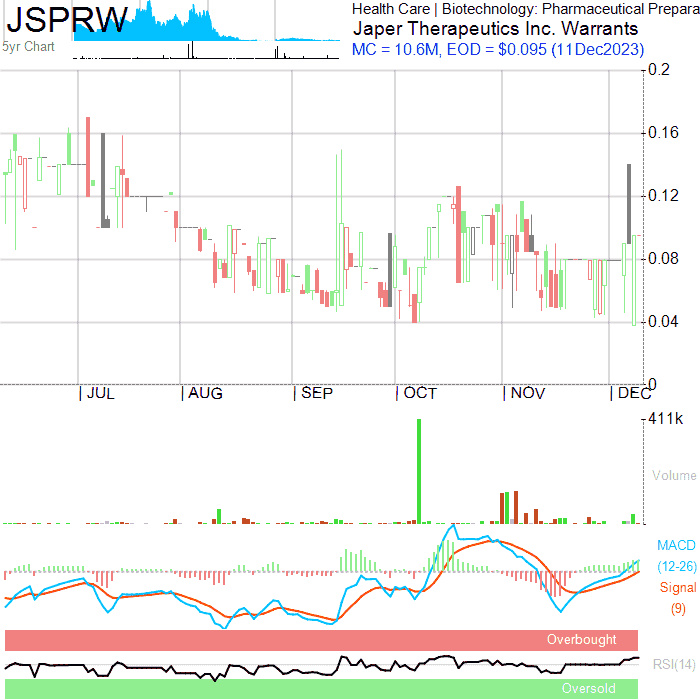 JSPRW
5yr Chart
Health Care | Biotechnology: Pharmaceutical Prepara
Japer Therapeutics Inc. Warrants
MC = 10.6M, EOD = $0.095 (11Dec2023)
0.2
0.16
0.12
0.08
0.04
0
| JUL | AUG | SEP | OCT | NOV | DEC
411k
Volume
MACD
(12-26)
Signal
(9)
Overbought
RSI(14)
Oversold